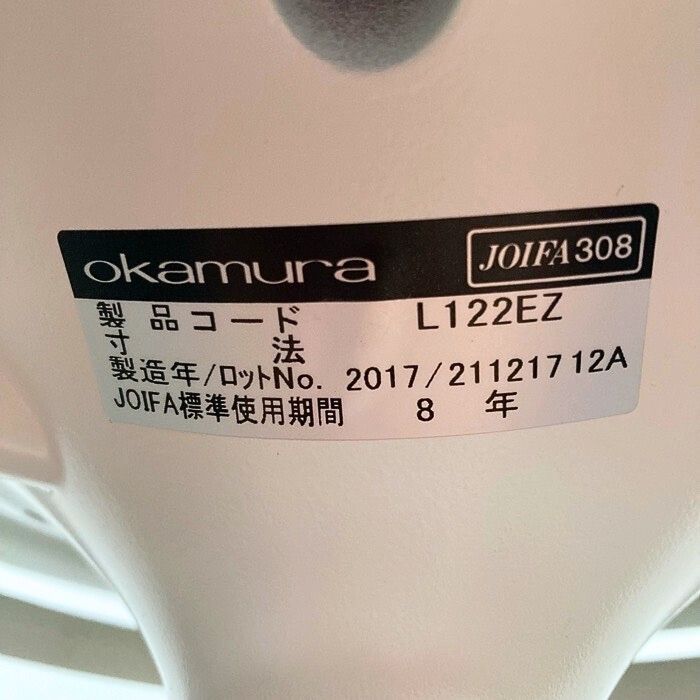 okamura JOIFA308
製品コード L122EZ
寸法
製造年/ロットNo. 2017/21121712A
JOIFA標準使用期間 8年